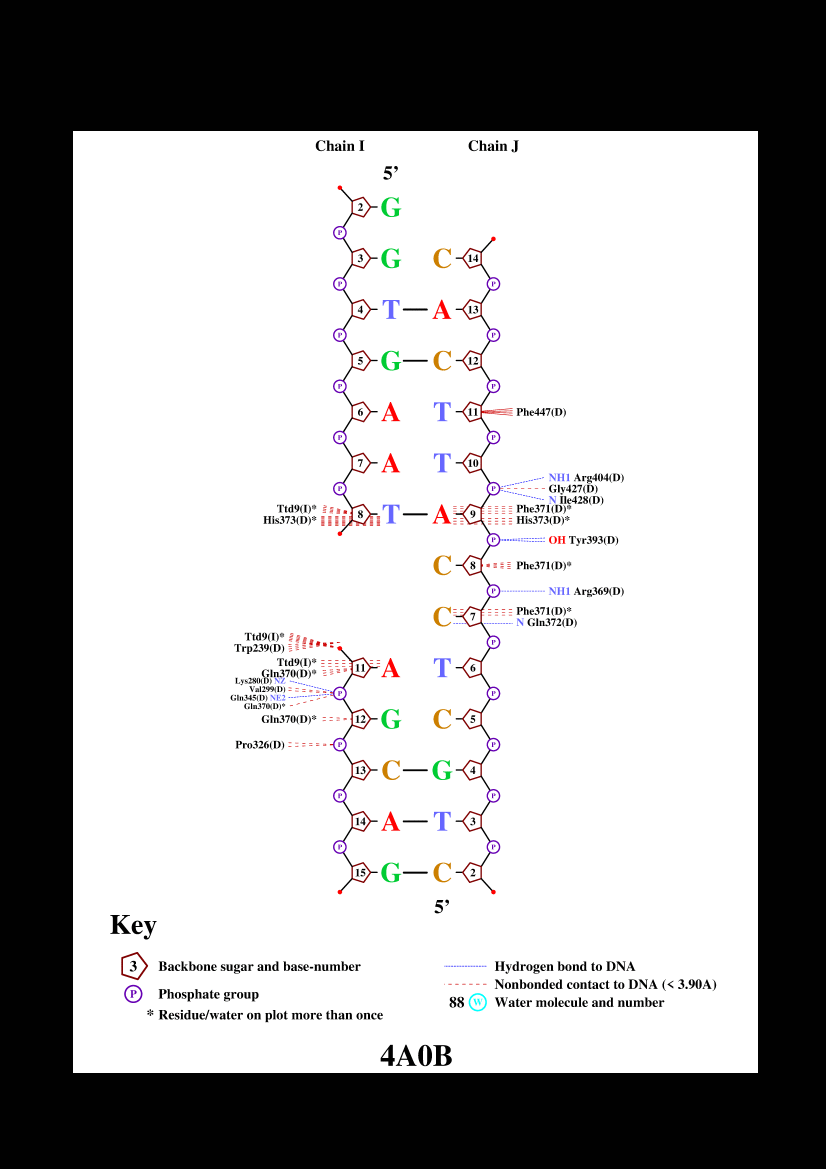 Chain I Chain J
5’
2 G
P
3 G C 14
P P
4 T A 13
P P
5 G C 12
P P
6 A T 11 Phe447(D)
P P
7 A T 10
NH1 Arg404(D)
P P Gly427(D)
N Ile428(D)
Ttd9(I)* 8 T A 9 Phe371(D)*
His373(D)* His373(D)*
P OH Tyr393(D)
C 8 Phe371(D)*
P NH1 Arg369(D)
C 7 Phe371(D)*
N Gln372(D)
Ttd9(I)* P
Trp239(D)
Ttd9(I)* 11 A T 6
Gln370(D)*
Lys280(D) NZ
Val299(D) P P
Gln345(D) NE2
Gln370(D)*
Gln370(D)* 12 G C 5
Pro326(D) P P
13 C G 4
P P
14 A T 3
P P
15 G C 2
5’
Key
3 Backbone sugar and base-number
P Phosphate group
* Residue/water on plot more than once
Hydrogen bond to DNA
Nonbonded contact to DNA (< 3.90A)
88 W Water molecule and number
4A0B